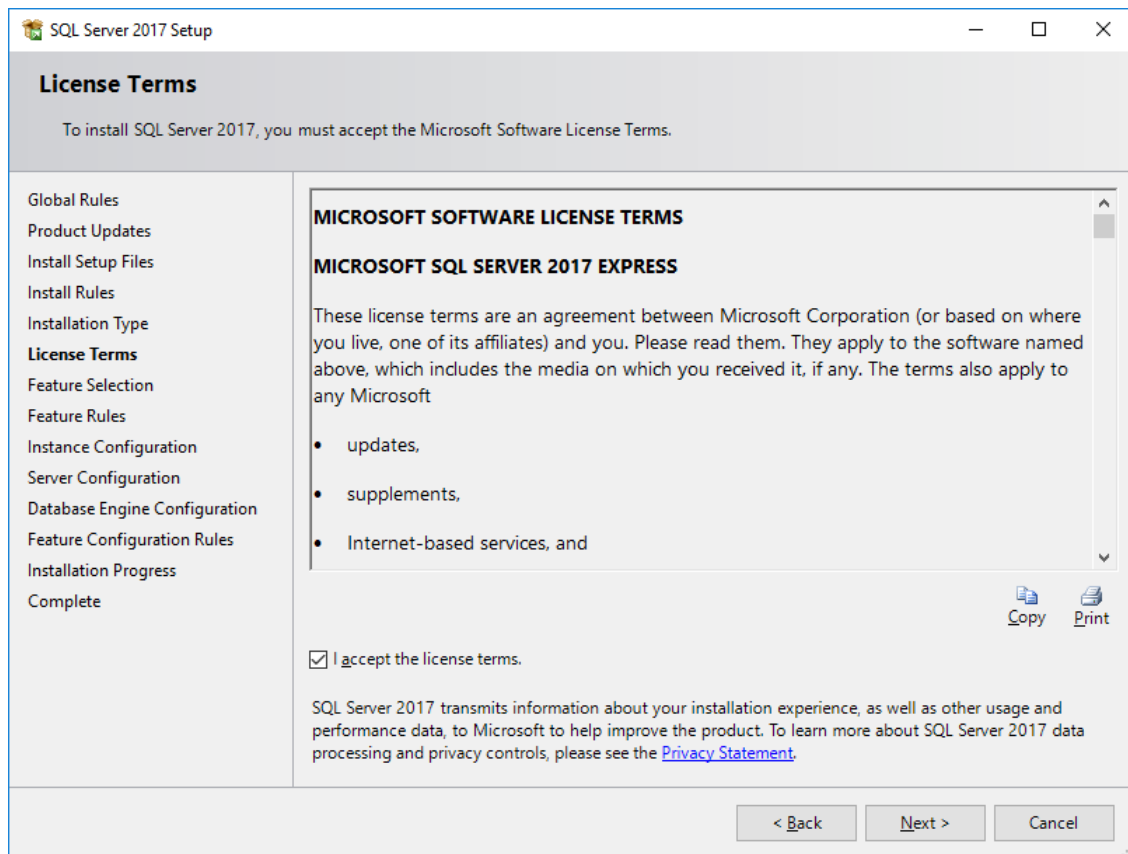 SQL Server 2017 Setup
License Terms
To install SQL Server 2017, you must accept the Microsoft Software License Terms.
Global Rules
Product Updates
Install Setup Files
Install Rules
Installation Type
License Terms
Feature Selection
Feature Rules
Instance Configuration
Server Configuration
Database Engine Configuration
Feature Configuration Rules
Installation Progress
Complete
MICROSOFT SOFTWARE LICENSE TERMS
MICROSOFT SQL SERVER 2017 EXPRESS
These license terms are an agreement between Microsoft Corporation (or based on where
you live, one of its affiliates) and you. Please read them. They apply to the software named
above, which includes the media on which you received it, if any. The terms also apply to
any Microsoft
• updates,
• supplements,
• Internet-based services, and
Copy Print
I accept the license terms.
SQL Server 2017 transmits information about your installation experience, as well as other usage and
performance data, to Microsoft to help improve the product. To learn more about SQL Server 2017 data
processing and privacy controls, please see the Privacy Statement.
< Back Next > Cancel